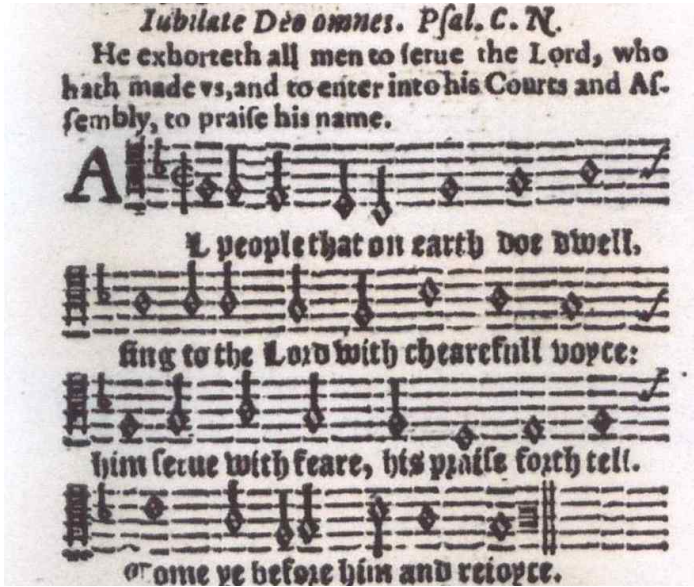 Iubilate Deo omnes. Pſal. C. N.
He exhorteth all men to ſerue the Lord, who
hath made vs, and to enter into his Courts and Aſ-
ſembly, to praiſe his name.
A
L people that on earth doe dwell,
ſing to the Lord with chearefull voyce:
him ſerue with feare, his praiſe forth tell.
come ye before him and reioyce.